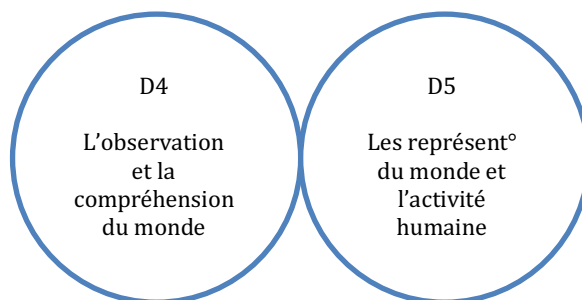 D4
L’observation
et la
compréhension
du monde
D5
Les représent°
du monde et
l’activité
humaine